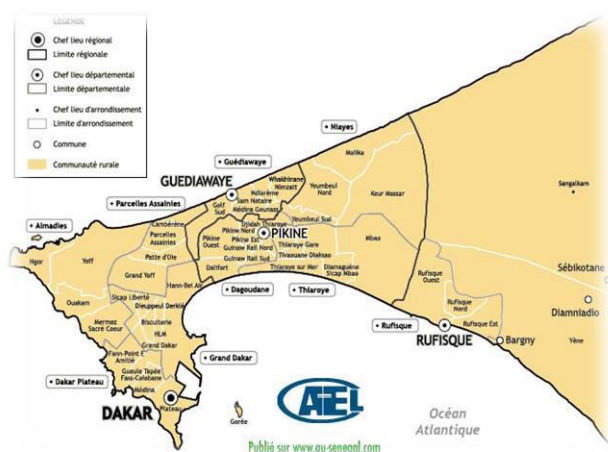 LEGENDE
Chef lieu régional
Limite régionale
Chef lieu départemental
Limite départementale
Chef lieu d'arrondissement
Limite d'arrondissement
Commune
Communauté rurale
• Niayes
Malika
• Guédiawaye
GUEDIAWAYE
Golf
Sud
Ndiarème
Sam Notaire
Médina Gounass
Yeumbeul
Nord
Keur Massar
Sangalkam
• Parcelles Assainies
• Almadies
Ngor
Yoff
Cambérène
Parcelles
Assainies
Patte d'Oie
Grand Yoff
Pikine
Ouest
Djidah Thiaroye
Pikine Nord
Pikine Est
PIKINE
Guinaw Rail Nord
Guinaw Rail Sud
Dalifort
Yeumbeul Sud
Thiaroye Gare
Thiaroye sur Mer
Diamaguène
Sicap Mbao
Mbao
Sébikotane
Diamniadio
Ouakam
Sicap Liberté
Dieuppeul Derklé
Hann-Bel Air
Mermoz
Sacré Coeur
Biscuiterie
HLM
Grand Dakar
• Dagoudane
• Thiaroye
Rufisque
Ouest
Rufisque
Nord
Rufisque Est
• Rufisque
RUFISQUE
Bargny
Yène
Fann-Point E
Amitié
• Grand Dakar
Gueule Tapée
Fass-Colobane
Médina
• Dakar Plateau
DAKAR
Plateau
Gorée
Océan
Atlantique
Publié sur www.au-senegal.com